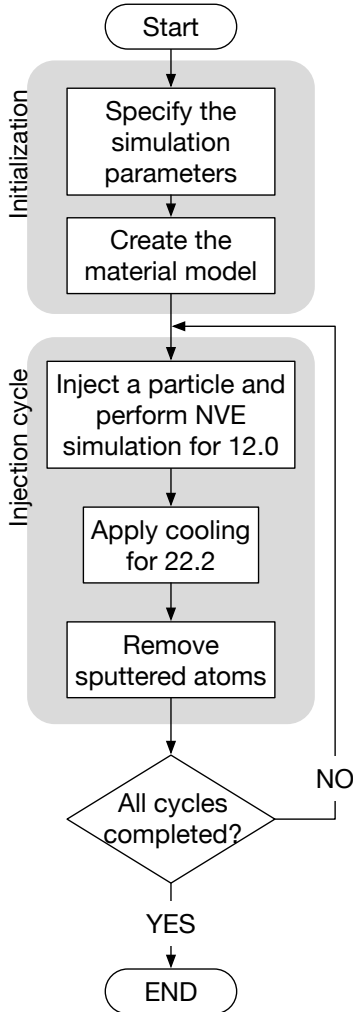 Start
Initialization
Specify the
simulation
parameters
Create the
material model
Injection cycle
Inject a particle and
perform NVE
simulation for 12.0
Apply cooling
for 22.2
Remove
sputtered atoms
All cycles
completed?
NO
YES
END